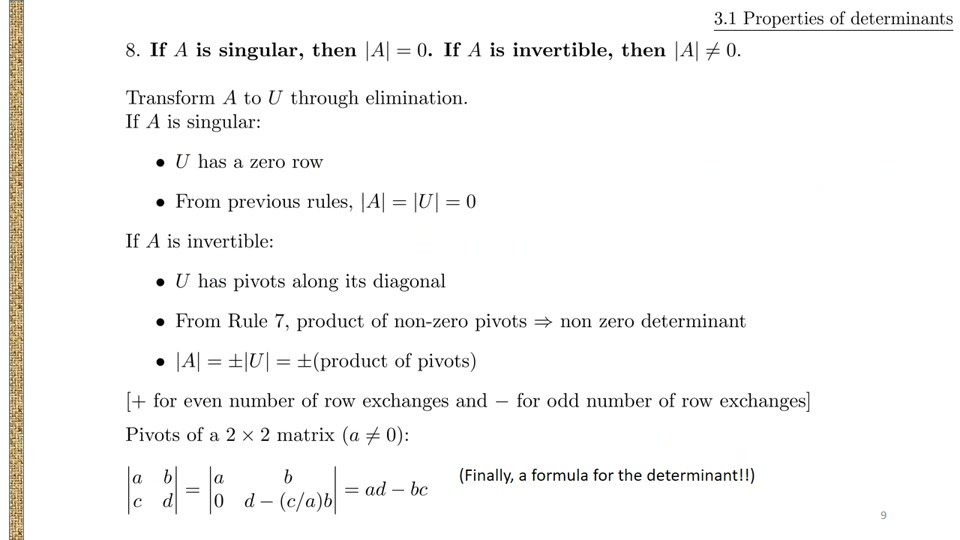 3.1 Properties of determinants
8. If A is singular, then |A| = 0. If A is invertible, then |A| ≠ 0.
Transform A to U through elimination.
If A is singular:
• U has a zero row
• From previous rules, |A| = |U| = 0
If A is invertible:
• U has pivots along its diagonal
• From Rule 7, product of non-zero pivots ⇒ non zero determinant
• |A| = ±|U| = ±(product of pivots)
[+ for even number of row exchanges and − for odd number of row exchanges]
Pivots of a 2 × 2 matrix (a ≠ 0):
|a b| |a b|
|c d| = |0 d − (c/a)b| = ad − bc (Finally, a formula for the determinant!!)
9